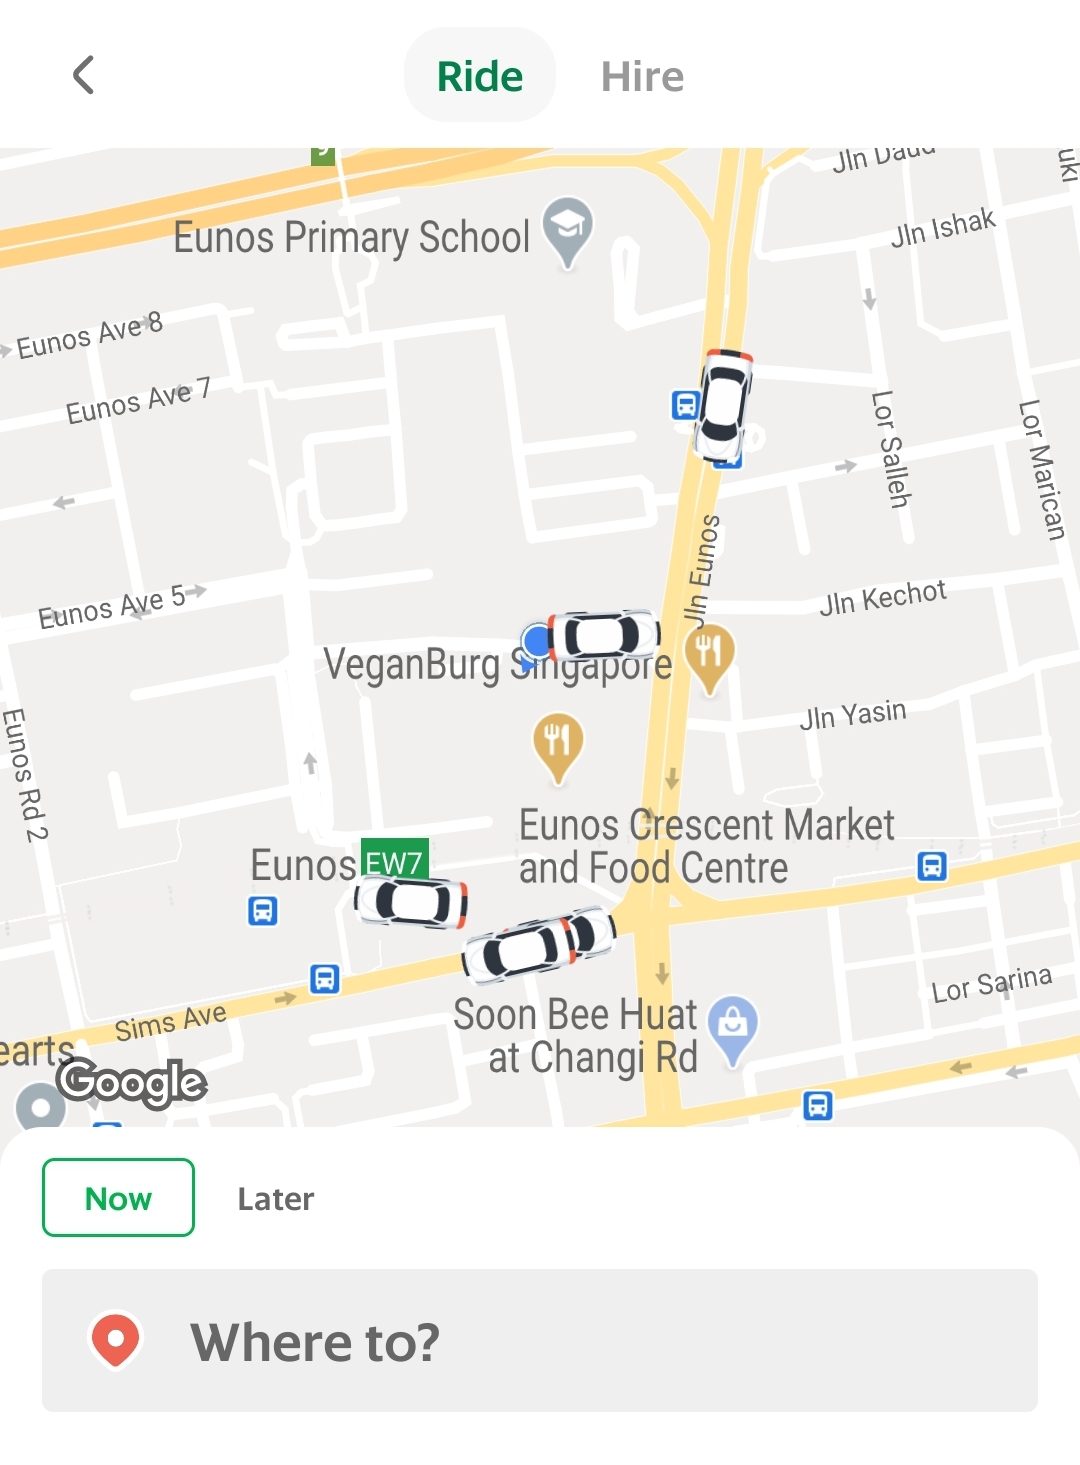 Ride
Hire
Jln Daud
Jln Ishak
Eunos Primary School
Eunos Ave 8
Eunos Ave 7
Lor Salleh
Lor Marican
Jln Eunos
Eunos Ave 5
Jln Kechot
VeganBurg Singapore
Jln Yasin
Eunos Rd 2
Eunos Crescent Market
and Food Centre
Eunos
EW7
Lor Sarina
Soon Bee Huat
at Changi Rd
Sims Ave
earts
Google
Now
Later
Where to?